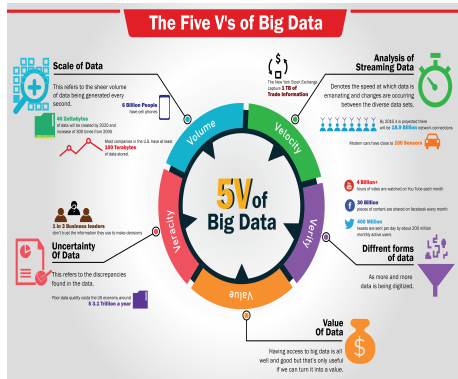 The Five V's of Big Data
Scale of Data
This refers to the sheer volume
of data being generated every
second.
6 Billion People
have cell phones
40 Zettabytes
of data will be created by 2020 and
increase of 300 times from 2005
Most companies in the U.S. have at least
100 Terabytes
of data stored.
The New York Stock Exchange
capture 1 TB of
Trade Information
Analysis of
Streaming Data
Denotes the speed at which data is
emanating and changes are occurring
between the diverse data sets.
By 2016 it is projected there
will be 18.9 Billion network connections
Modern cars have close to 100 Sensors
Volume
Velocity
Verity
Value
Veracity
5V of
Big Data
4 Billion+
hours of video are watched on YouTube each month
30 Billion
pieces of content are shared on facebook every month
400 Million
tweets are sent per day by about 200 million
monthly active users.
Diffrent forms
of data
As more and more
data is being digitized.
1 in 3 Business leaders
don't trust the information they use to make decisions
Uncertainty
Of Data
This refers to the discrepancies
found in the data.
Poor data quality costs the US economy around
$ 3.1 Trillion a year
Value
Of Data
Having access to big data is all
well and good but that's only useful
if we can turn it into a value.